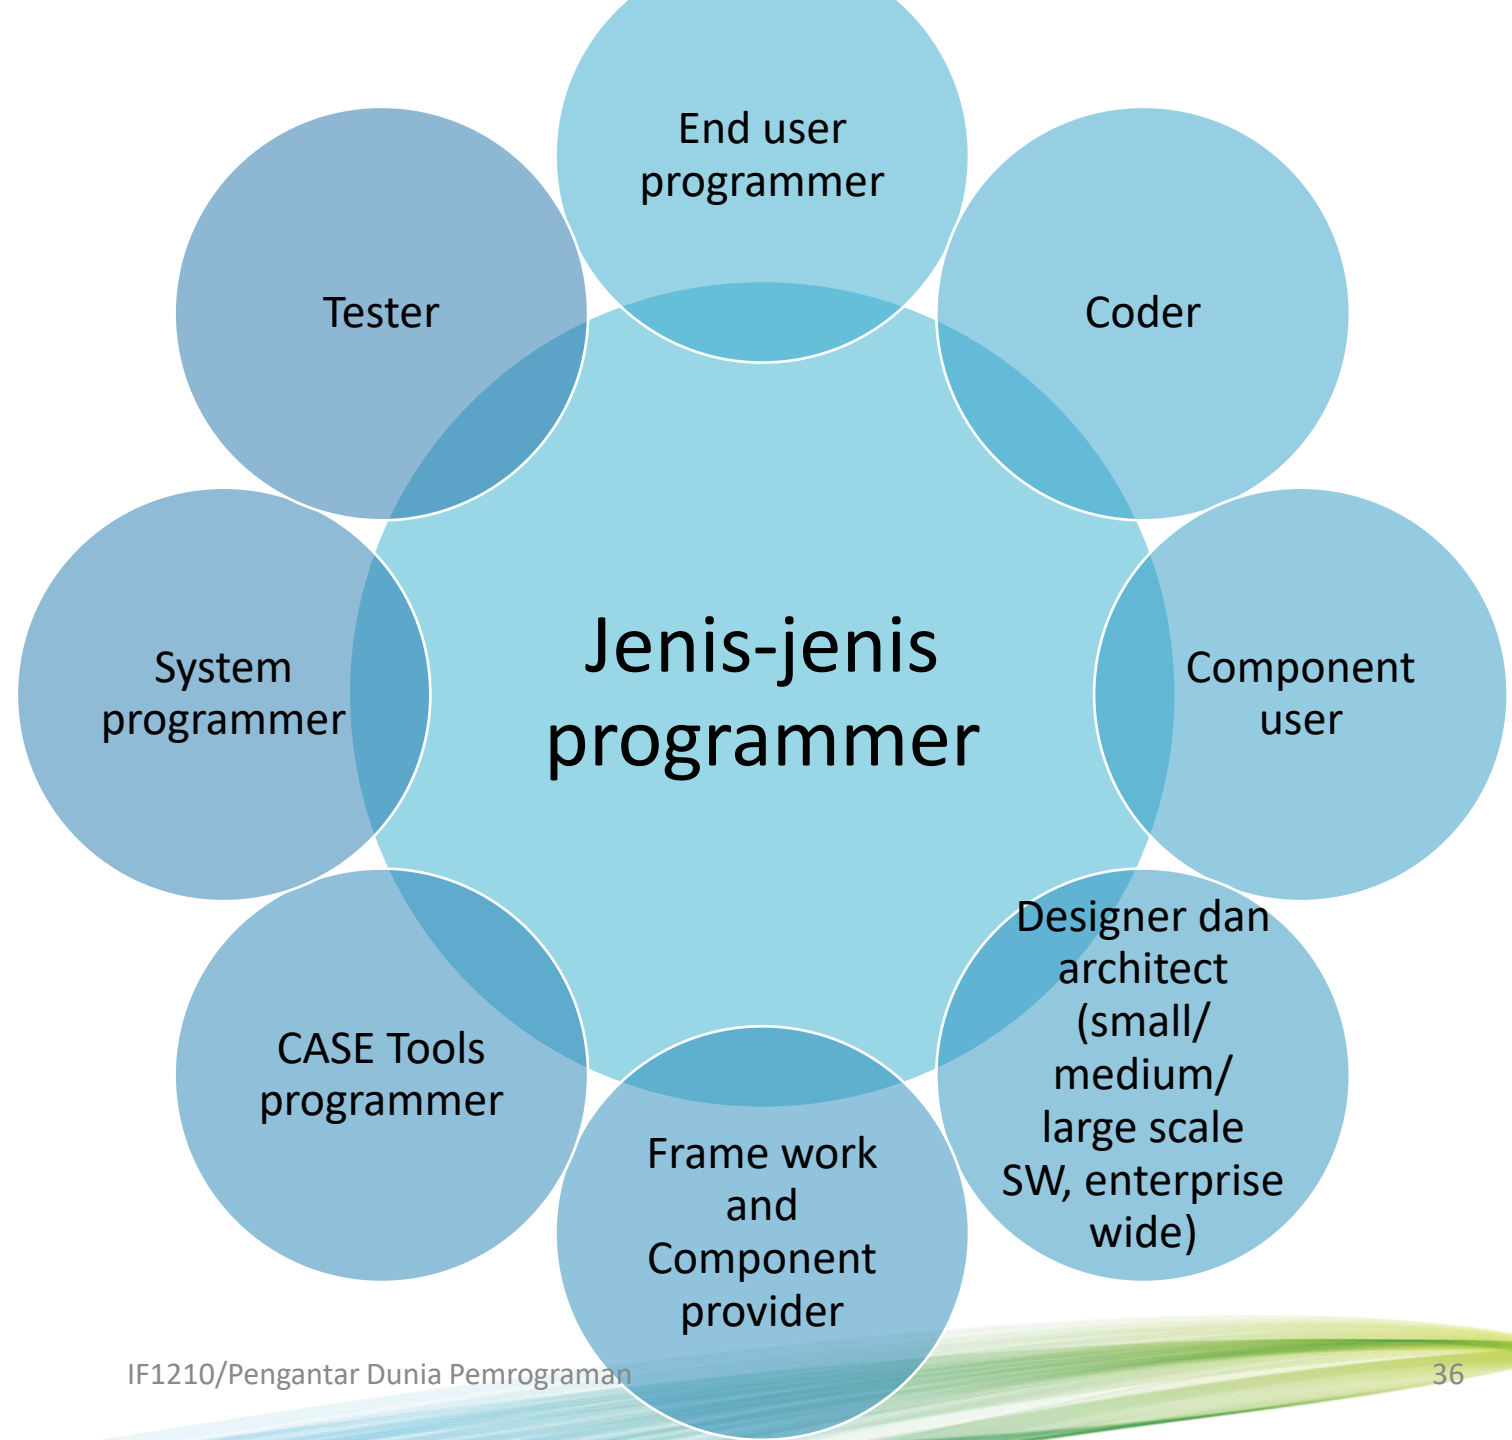 End user
programmer
Coder
Component
user
Designer dan
architect
(small/
medium/
large scale
SW, enterprise
wide)
Frame work
and
Component
provider
CASE Tools
programmer
System
programmer
Tester
Jenis-jenis
programmer
IF1210/Pengantar Dunia Pemrograman
36